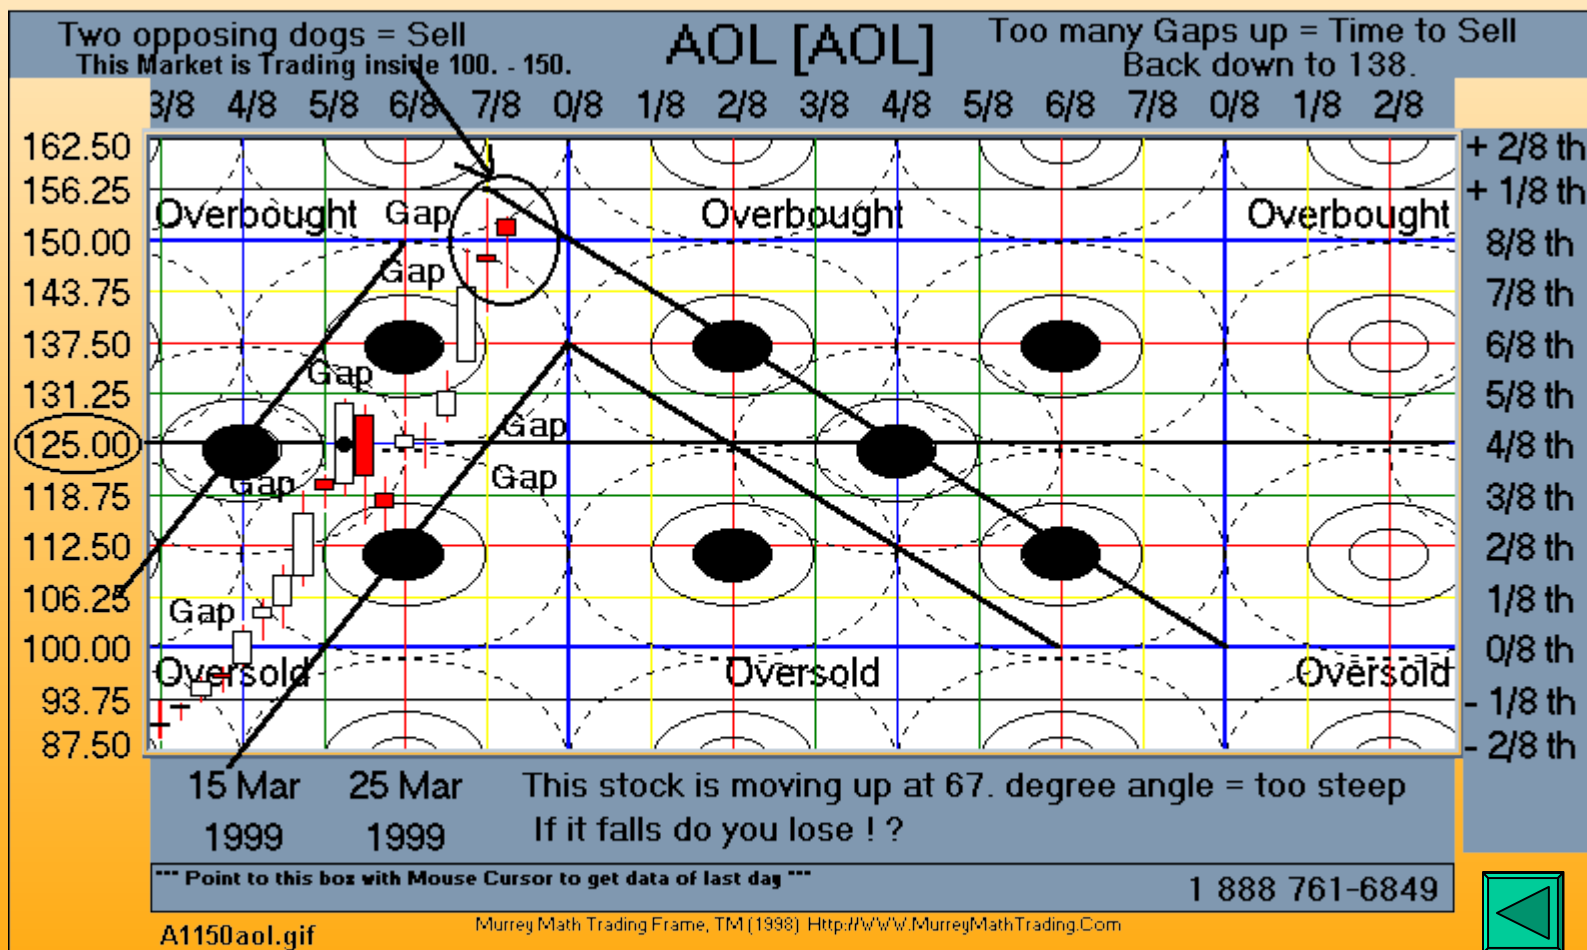 Two opposing dogs = Sell
This Market is Trading inside 100. - 150.
AOL [AOL]
Too many Gaps up = Time to Sell
Back down to 138.
3/8 4/8 5/8 6/8 7/8 0/8 1/8 2/8 3/8 4/8 5/8 6/8 7/8 0/8 1/8 2/8
162.50 + 2/8 th
156.25 + 1/8 th
Overbought Gap Overbought Overbought
150.00 8/8 th
Gap
143.75 7/8 th
137.50 6/8 th
Gap
131.25 5/8 th
Gap
125.00 4/8 th
Gap Gap
118.75 3/8 th
112.50 2/8 th
106.25 1/8 th
Gap
100.00 0/8 th
Oversold Oversold Oversold
93.75 - 1/8 th
87.50 - 2/8 th
15 Mar 25 Mar
1999 1999
This stock is moving up at 67. degree angle = too steep
If it falls do you lose ! ?
*** Point to this box with Mouse Cursor to get data of last day ***
1 888 761-6849
A1150aol.gif
Murrey Math Trading Frame, TM (1998) Http://WWW.MurreyMathTrading.Com